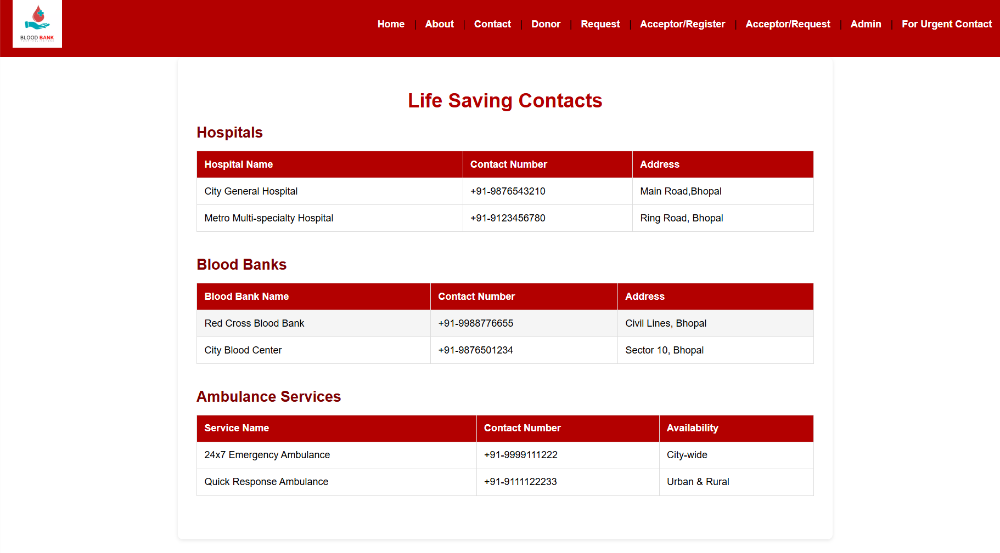 BLOOD BANK
Home | About | Contact | Donor | Request | Acceptor/Register | Acceptor/Request | Admin | For Urgent Contact
Life Saving Contacts
Hospitals
Hospital Name Contact Number Address
City General Hospital +91-9876543210 Main Road,Bhopal
Metro Multi-specialty Hospital +91-9123456780 Ring Road, Bhopal
Blood Banks
Blood Bank Name Contact Number Address
Red Cross Blood Bank +91-9988776655 Civil Lines, Bhopal
City Blood Center +91-9876501234 Sector 10, Bhopal
Ambulance Services
Service Name Contact Number Availability
24x7 Emergency Ambulance +91-9999111222 City-wide
Quick Response Ambulance +91-9111122233 Urban & Rural